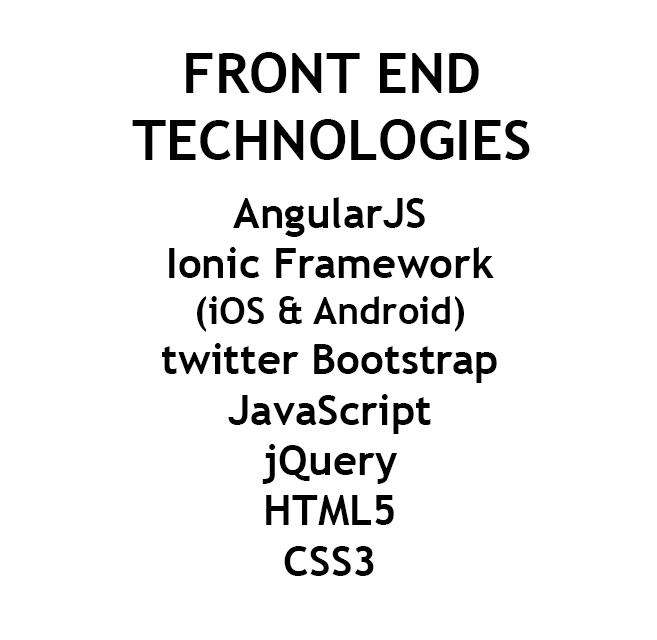 FRONT END
TECHNOLOGIES
AngularJS
Ionic Framework
(iOS & Android)
twitter Bootstrap
JavaScript
jQuery
HTML5
CSS3